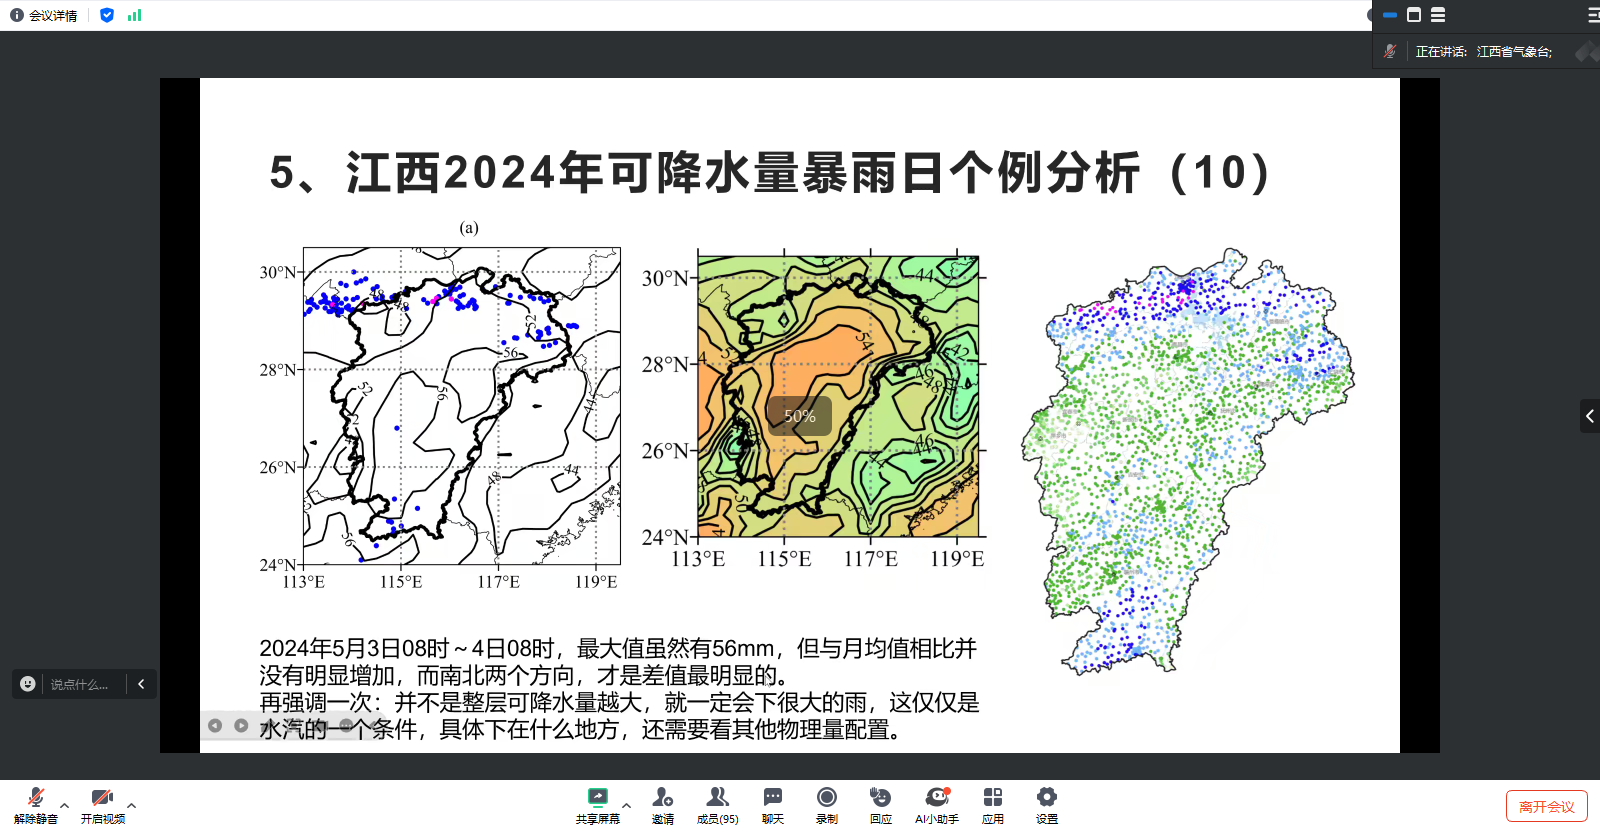 会议详情
正在讲话: 江西省气象台;
5、江西2024年可降水量暴雨日个例分析（10）
(a)
30°N
28°N
26°N
24°N
113°E
115°E
117°E
119°E
48
48
52
56
52
56
44
48
44
56
30°N
28°N
26°N
24°N
113°E
115°E
117°E
119°E
44
48
54
52
42
46
48
46
44
50
50%
2024年5月3日08时～4日08时，最大值虽然有56mm，但与月均值相比并
没有明显增加，而南北两个方向，才是差值最明显的。
再强调一次：并不是整层可降水量越大，就一定会下很大的雨，这仅仅是
水汽的一个条件，具体下在什么地方，还需要看其他物理量配置。
说点什么...
解除静音
开启视频
共享屏幕
邀请
成员(95)
聊天
录制
回应
AI小助手
应用
设置
离开会议